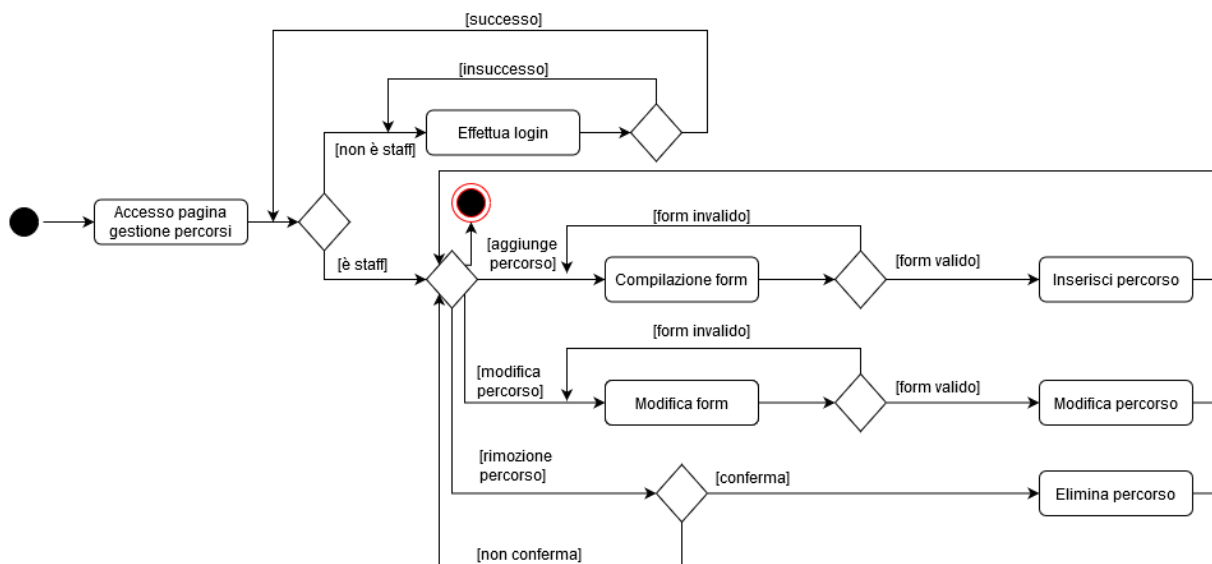 [successo]
[insuccesso]
Effettua login
[non è staff]
Accesso pagina
gestione percorsi
[è staff]
[aggiunge
percorso]
[form invalido]
Compilazione form
[form valido]
Inserisci percorso
[form invalido]
[modifica
percorso]
Modifica form
[form valido]
Modifica percorso
[rimozione
percorso]
[conferma]
Elimina percorso
[non conferma]